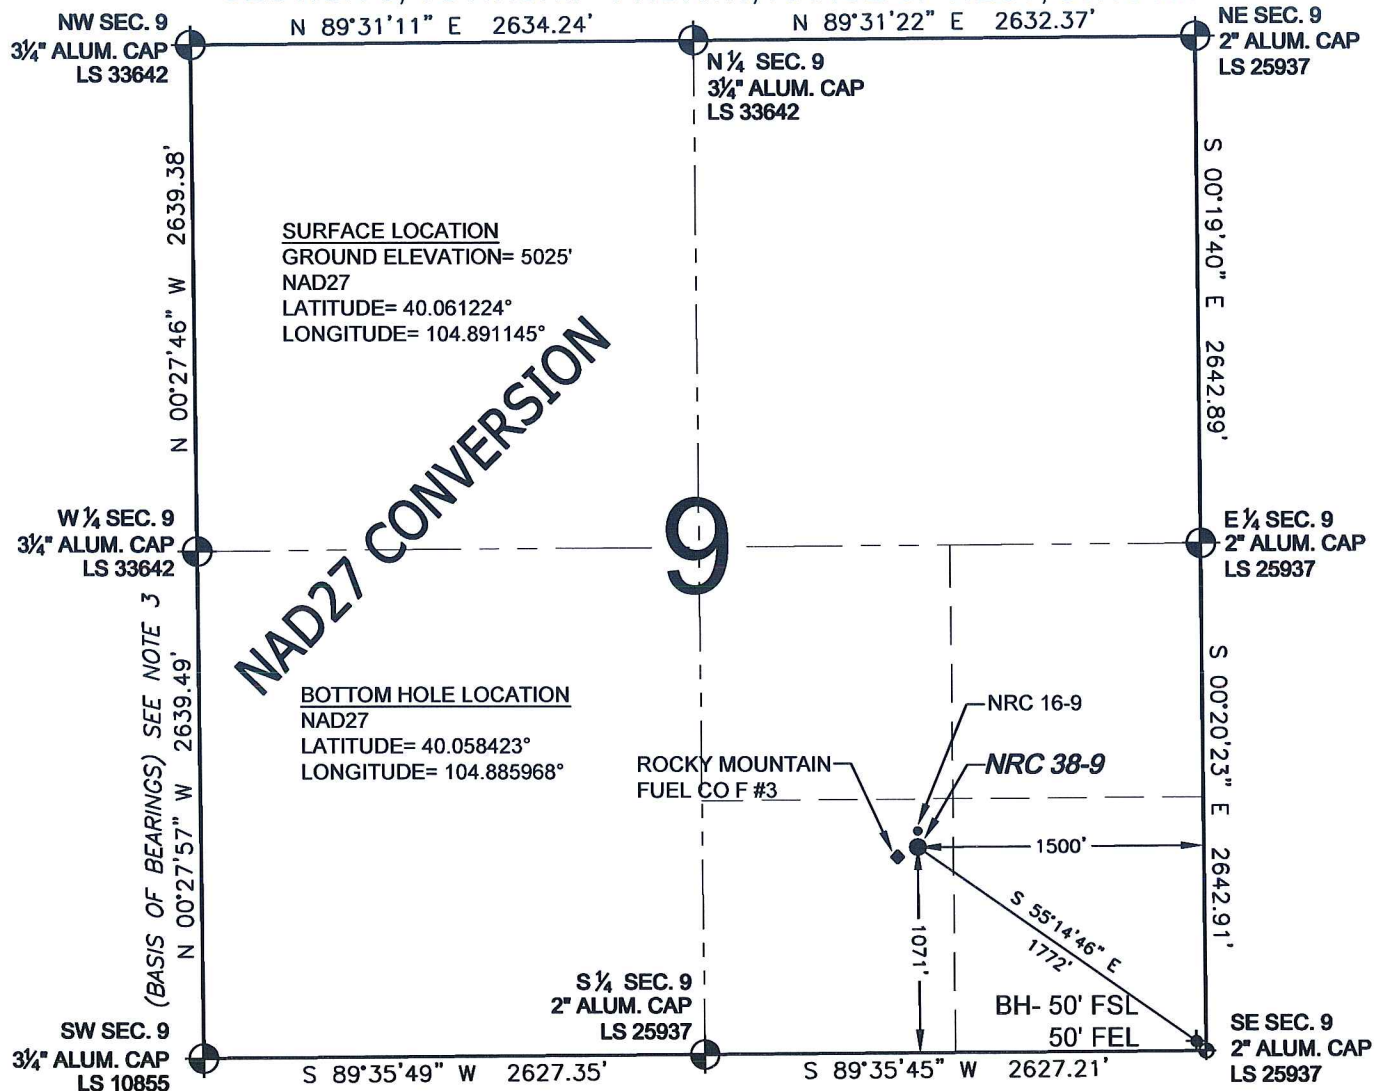 NW SEC. 9
3¼" ALUM. CAP
LS 33642
N 89°31'11" E 2634.24'
N 89°31'22" E 2632.37'
NE SEC. 9
2" ALUM. CAP
LS 25937
N ¼ SEC. 9
3¼" ALUM. CAP
LS 33642
N 00°27'46" W 2639.38'
S 00°19'40" E 2642.89'
SURFACE LOCATION
GROUND ELEVATION= 5025'
NAD27
LATITUDE= 40.061224°
LONGITUDE= 104.891145°
NAD27 CONVERSION
W ¼ SEC. 9
3¼" ALUM. CAP
LS 33642
9
E ¼ SEC. 9
2" ALUM. CAP
LS 25937
(BASIS OF BEARINGS) SEE NOTE 3
N 00°27'57" W 2639.49'
BOTTOM HOLE LOCATION
NAD27
LATITUDE= 40.058423°
LONGITUDE= 104.885968°
S 00°20'23" E 2642.91'
NRC 16-9
ROCKY MOUNTAIN
FUEL CO F #3
NRC 38-9
1500'
1071'
S 55°14'46" E
1772'
BH- 50' FSL
50' FEL
S ¼ SEC. 9
2" ALUM. CAP
LS 25937
SW SEC. 9
3¼" ALUM. CAP
LS 10855
S 89°35'49" W 2627.35'
S 89°35'45" W 2627.21'
SE SEC. 9
2" ALUM. CAP
LS 25937